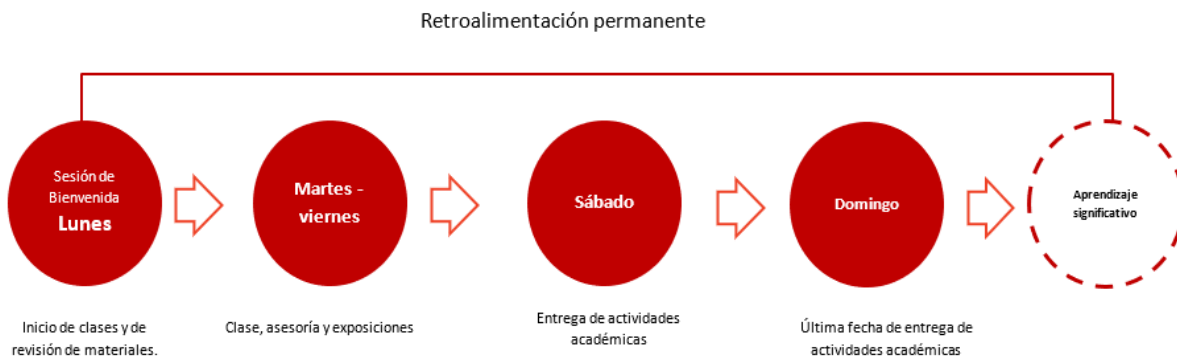 Retroalimentación permanente
Sesión de
Bienvenida
Lunes
Martes -
viernes
Sábado
Domingo
Aprendizaje
significativo
Inicio de clases y de
revisión de materiales.
Clase, asesoría y exposiciones
Entrega de actividades
académicas
Última fecha de entrega de
actividades académicas